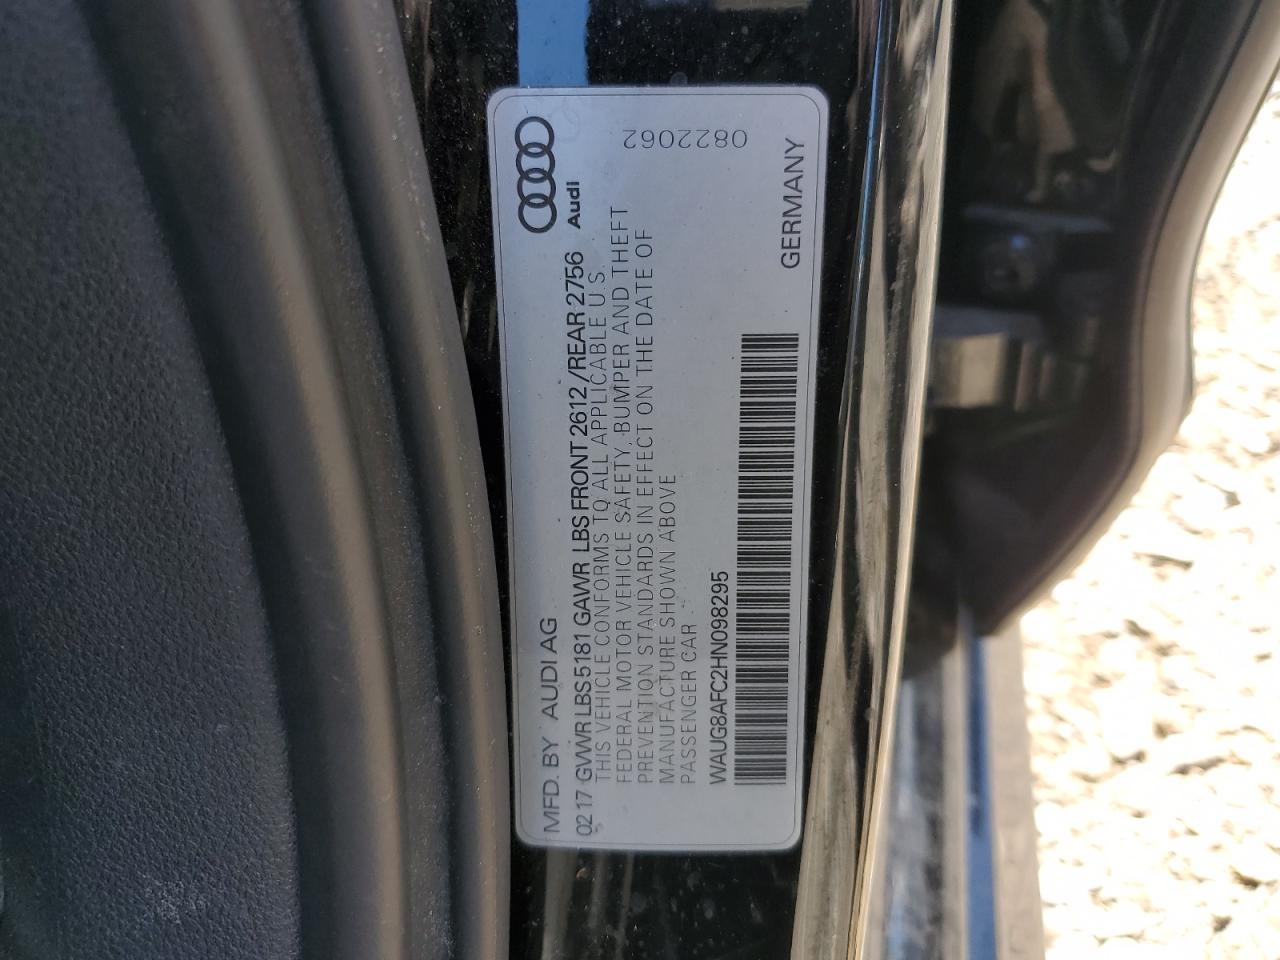 MFD. BY AUDI AG
Audi
02 17 GVWR LBS 5181 GAWR LBS FRONT 2612 /REAR 2756
THIS VEHICLE CONFORMS TO ALL APPLICABLE U.S.
FEDERAL MOTOR VEHICLE SAFETY, BUMPER AND THEFT
PREVENTION STANDARDS IN EFFECT ON THE DATE OF
MANUFACTURE SHOWN ABOVE
PASSENGER CAR
WAUG8AFC2HN098295
GERMANY
0822062